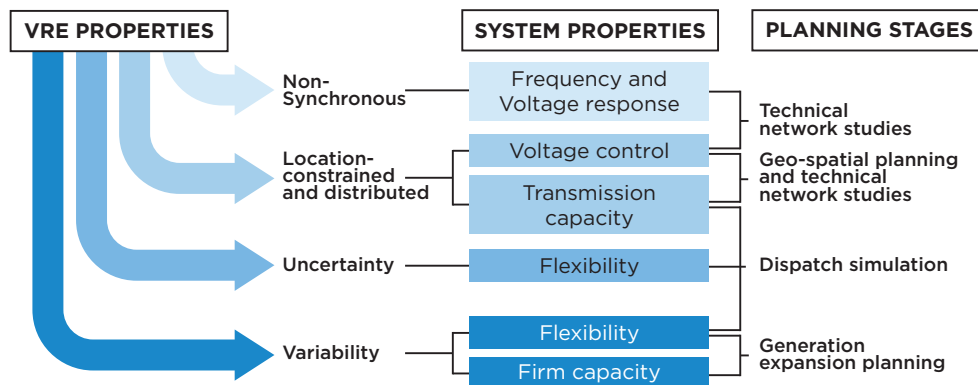 VRE PROPERTIES
SYSTEM PROPERTIES
PLANNING STAGES
Non-
Synchronous
Frequency and
Voltage response
Technical
network studies
Location-
constrained
and distributed
Voltage control
Transmission
capacity
Geo-spatial planning
and technical
network studies
Uncertainty
Flexibility
Dispatch simulation
Variability
Flexibility
Firm capacity
Generation
expansion planning